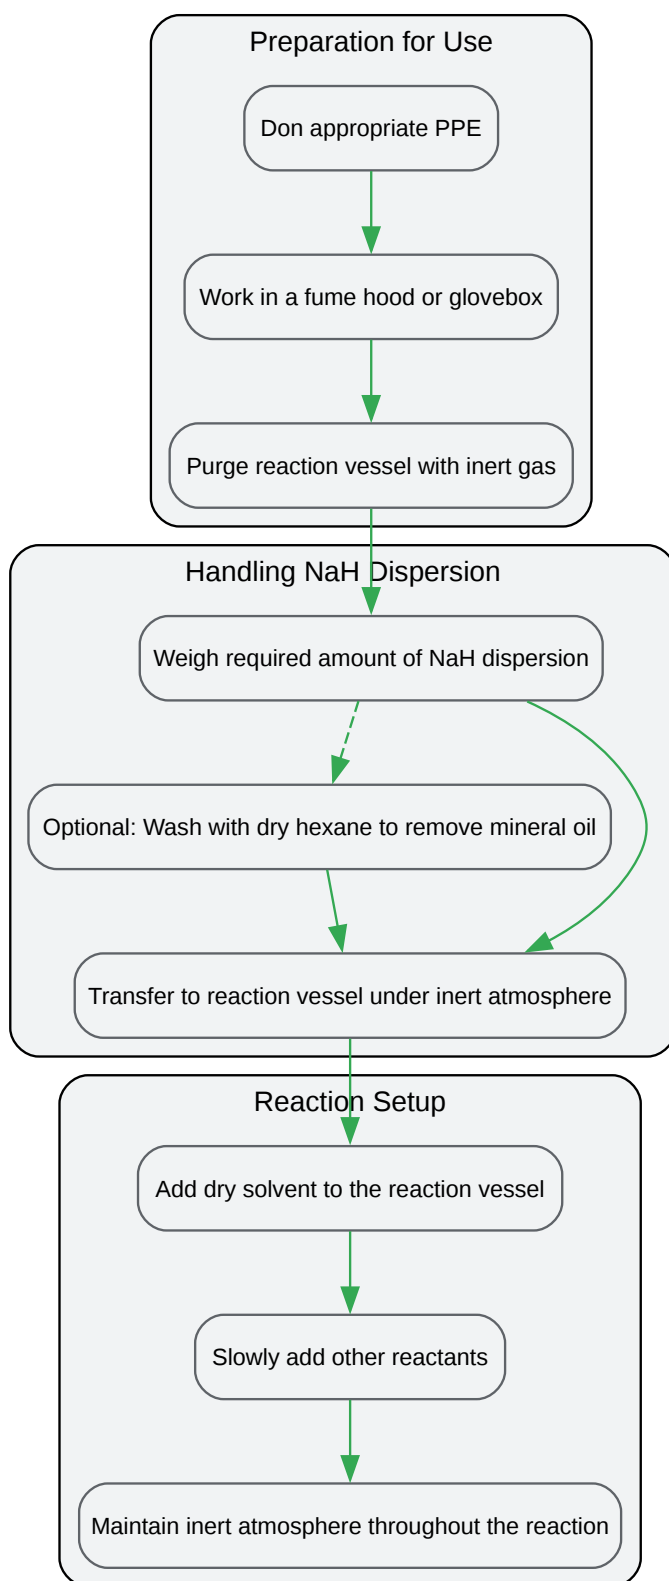 Preparation for Use
Don appropriate PPE
Work in a fume hood or glovebox
Purge reaction vessel with inert gas
Handling NaH Dispersion
Weigh required amount of NaH dispersion
Optional: Wash with dry hexane to remove mineral oil
Transfer to reaction vessel under inert atmosphere
Reaction Setup
Add dry solvent to the reaction vessel
Slowly add other reactants
Maintain inert atmosphere throughout the reaction